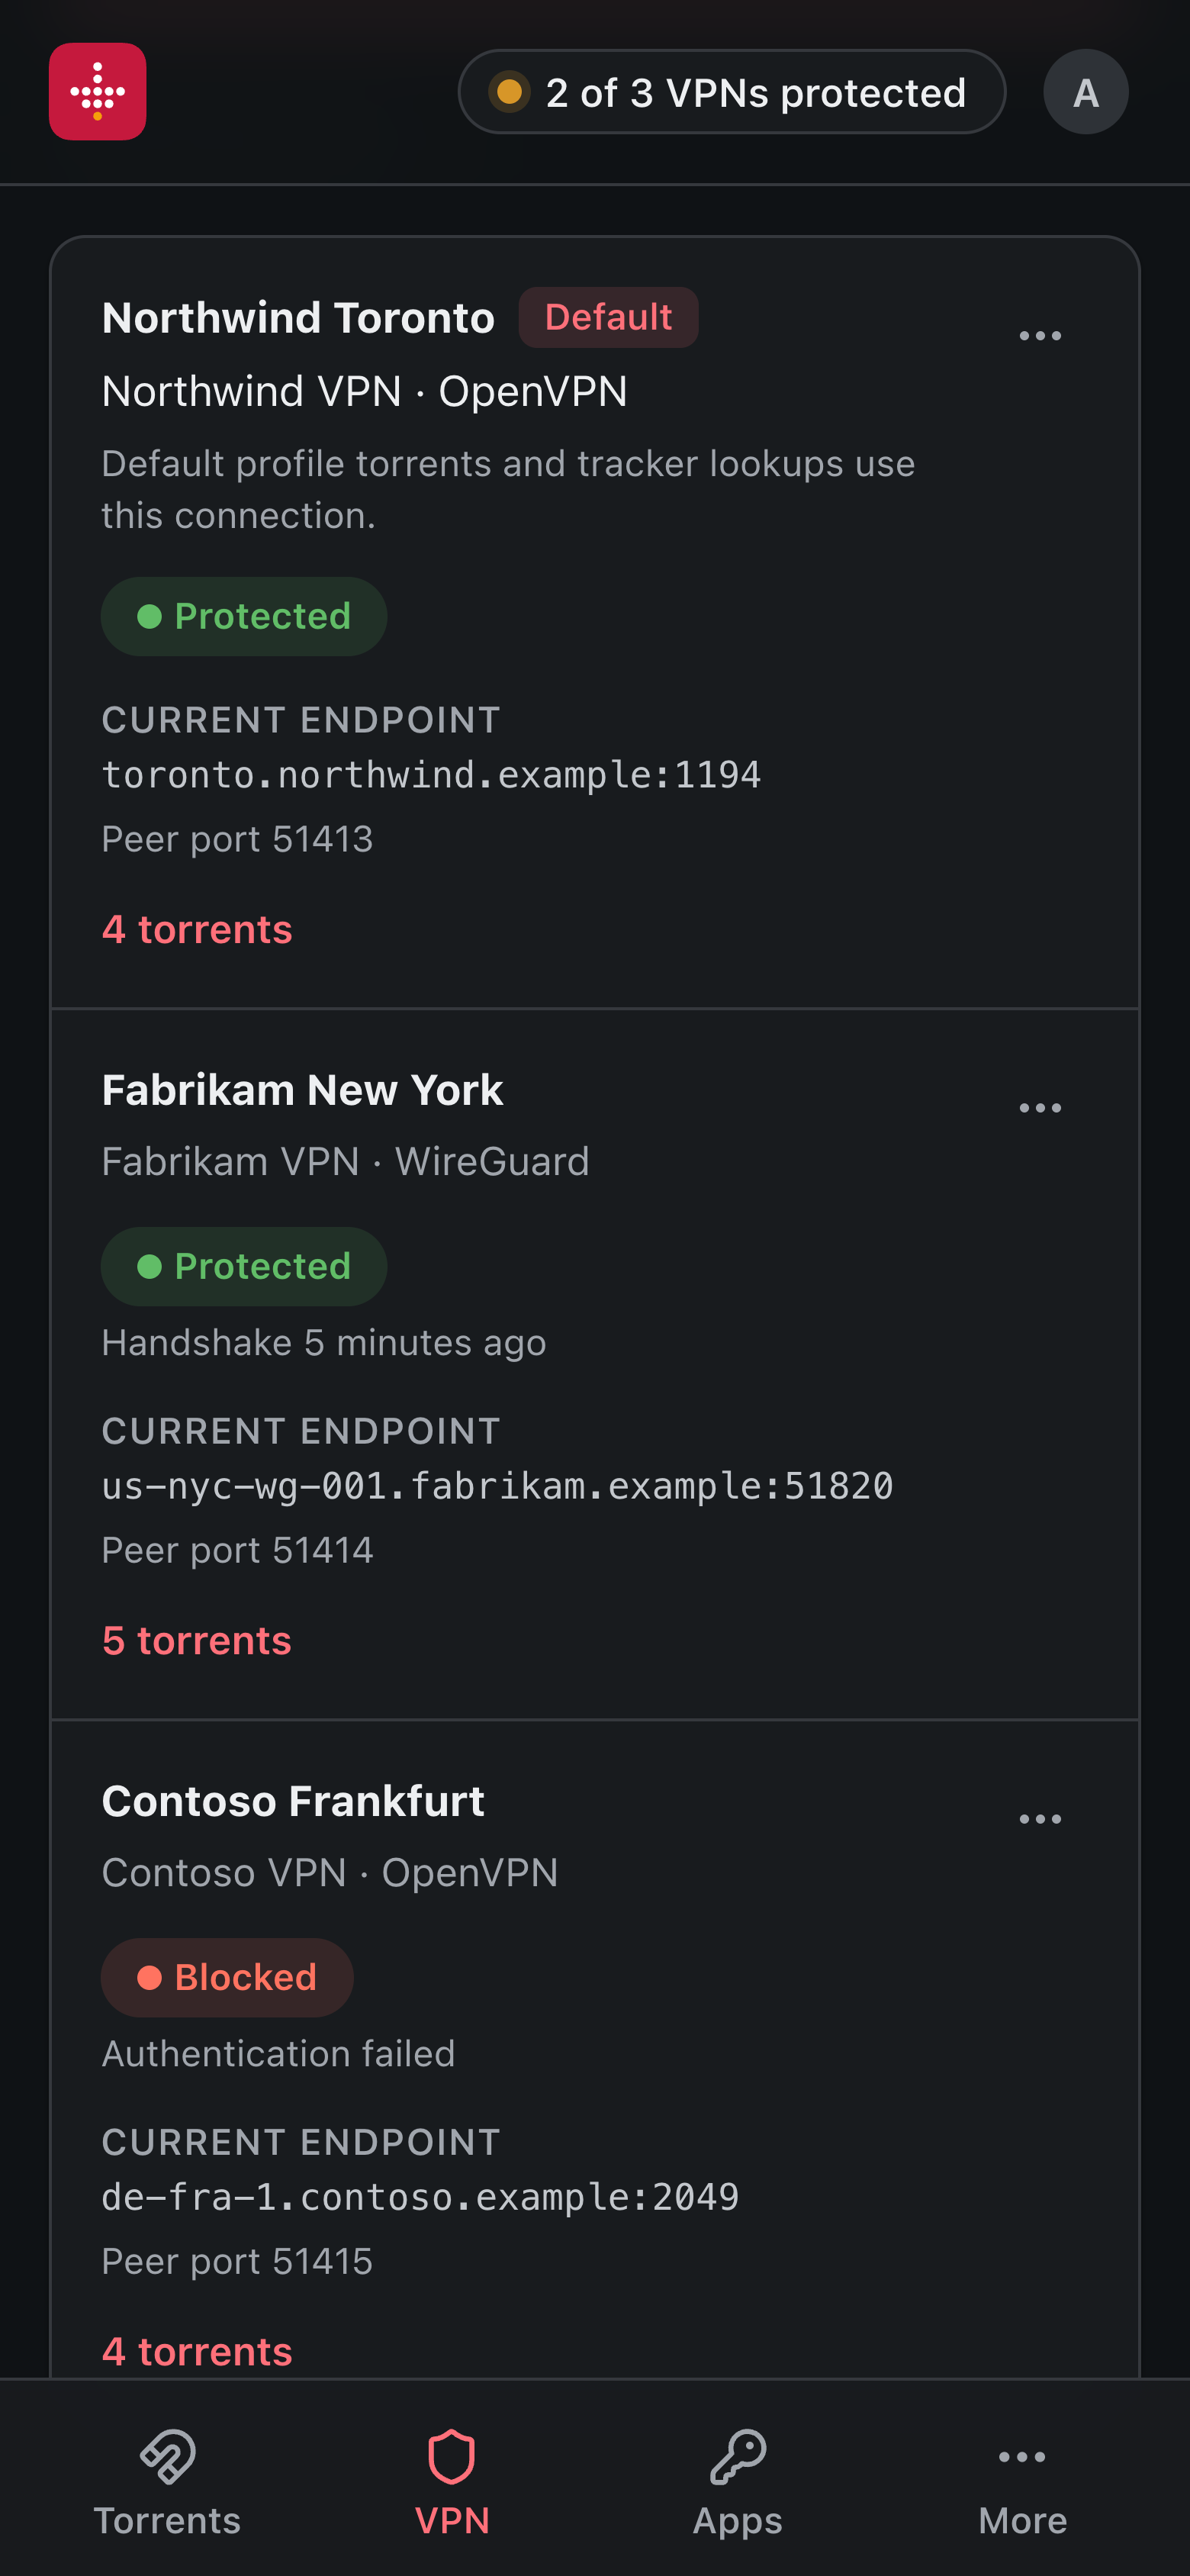 2 of 3 VPNs protected
A
Northwind Toronto Default
Northwind VPN · OpenVPN
Default profile torrents and tracker lookups use
this connection.
Protected
CURRENT ENDPOINT
toronto.northwind.example:1194
Peer port 51413
4 torrents
Fabrikam New York
Fabrikam VPN · WireGuard
Protected
Handshake 5 minutes ago
CURRENT ENDPOINT
us-nyc-wg-001.fabrikam.example:51820
Peer port 51414
5 torrents
Contoso Frankfurt
Contoso VPN · OpenVPN
Blocked
Authentication failed
CURRENT ENDPOINT
de-fra-1.contoso.example:2049
Peer port 51415
4 torrents
Torrents VPN Apps More